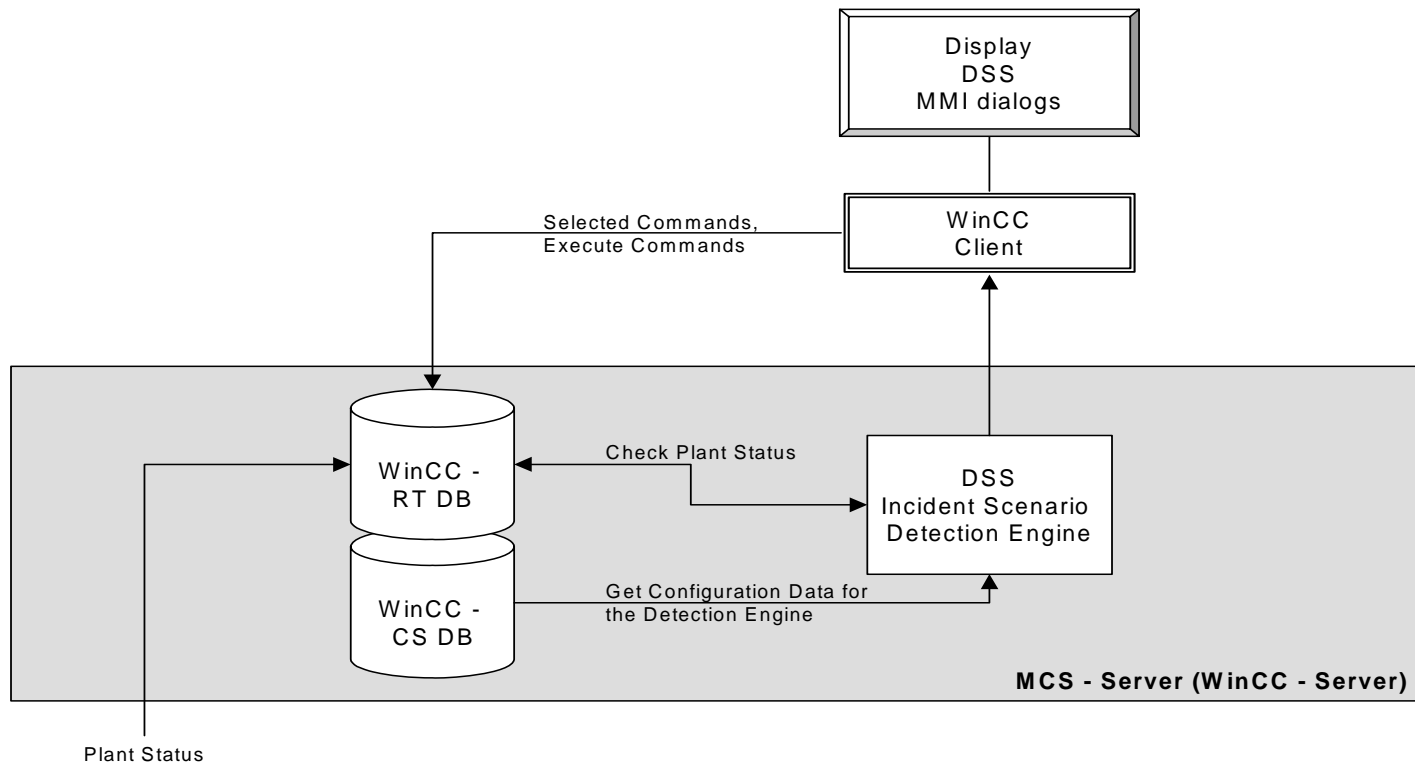 Display
DSS
MMI dialogs
WinCC
Client
Selected Commands,
Execute Commands
WinCC -
RT DB
Check Plant Status
DSS
Incident Scenario
Detection Engine
WinCC -
CS DB
Get Configuration Data for
the Detection Engine
MCS - Server (WinCC - Server)
Plant Status